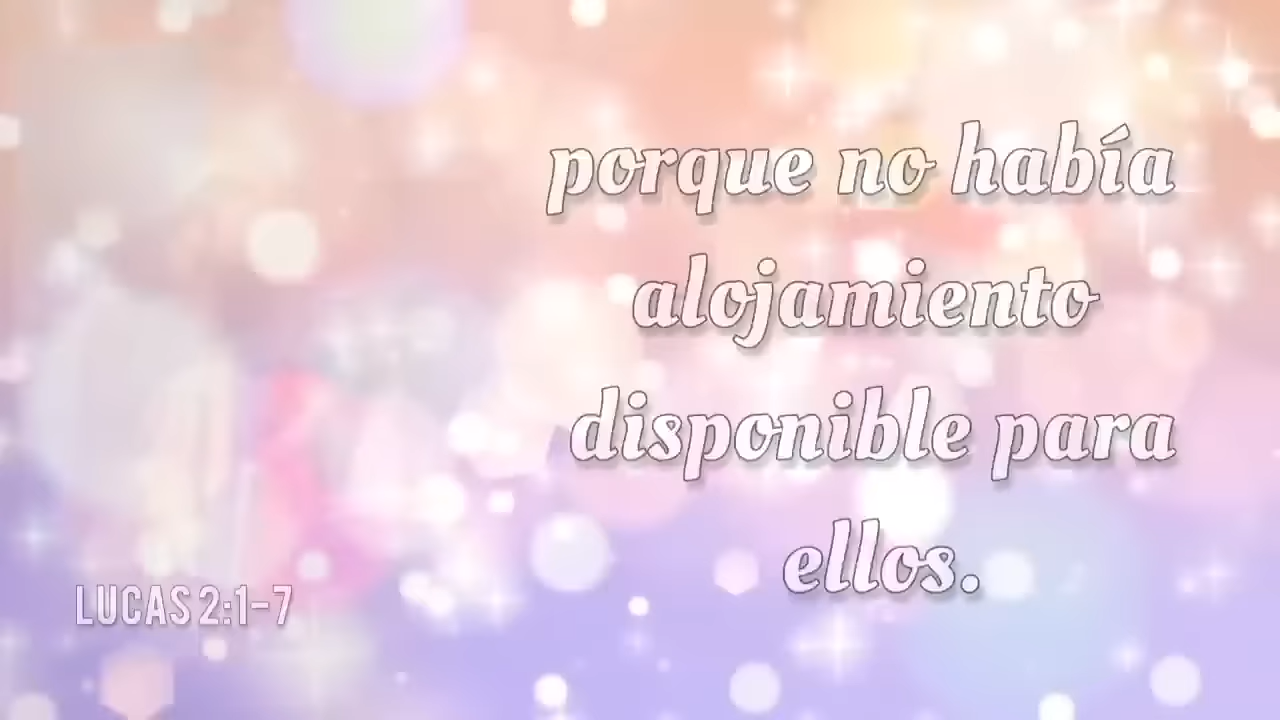 porque no había
alojamiento
disponible para
ellos.
LUCAS 2:1-7